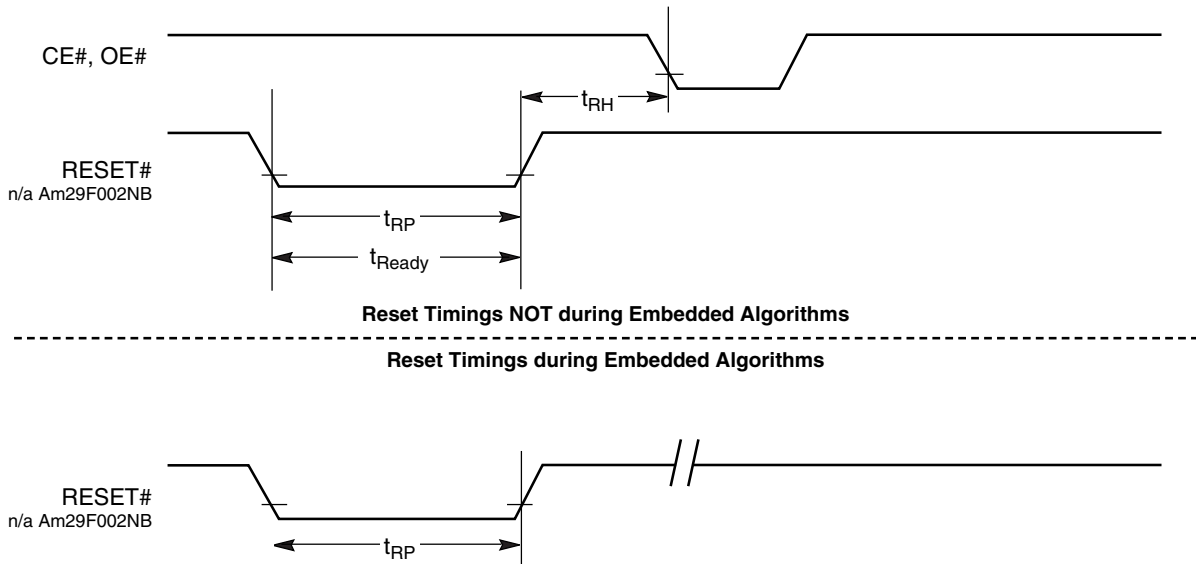 CE#, OE#
tRH
RESET#
n/a Am29F002NB
tRP
tReady
Reset Timings NOT during Embedded Algorithms
Reset Timings during Embedded Algorithms
RESET#
n/a Am29F002NB
tRP